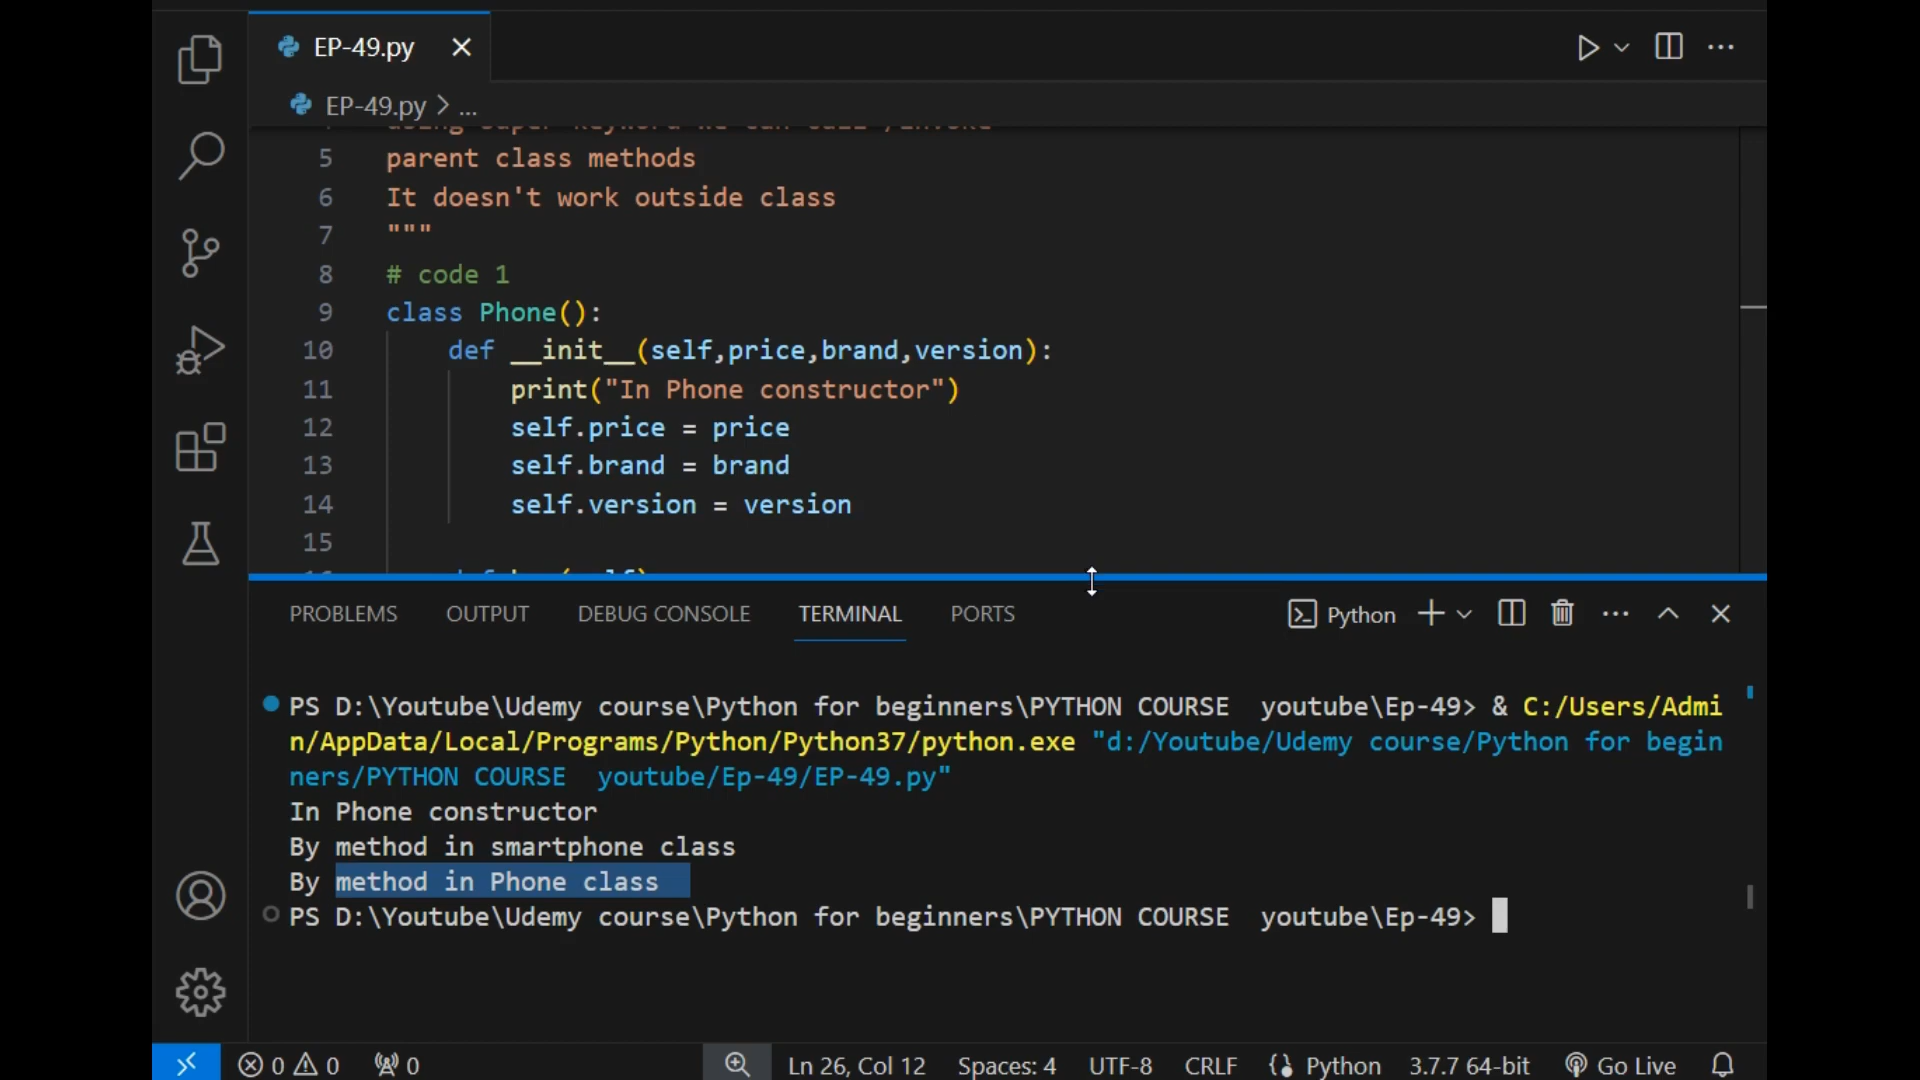 EP-49.py
EP-49.py > ...
5 parent class methods
6 It doesn't work outside class
7 """
8 # code 1
9 class Phone():
10 def __init__(self,price,brand,version):
11 print("In Phone constructor")
12 self.price = price
13 self.brand = brand
14 self.version = version
15
PROBLEMS OUTPUT DEBUG CONSOLE TERMINAL PORTS Python
PS D:\Youtube\Udemy course\Python for beginners\PYTHON COURSE  youtube\Ep-49> & C:/Users/Admi
n/AppData/Local/Programs/Python/Python37/python.exe "d:/Youtube/Udemy course/Python for begin
ners/PYTHON COURSE  youtube/Ep-49/EP-49.py"
In Phone constructor
By method in smartphone class
By method in Phone class
PS D:\Youtube\Udemy course\Python for beginners\PYTHON COURSE  youtube\Ep-49>
0 0 0 Ln 26, Col 12 Spaces: 4 UTF-8 CRLF Python 3.7.7 64-bit Go Live